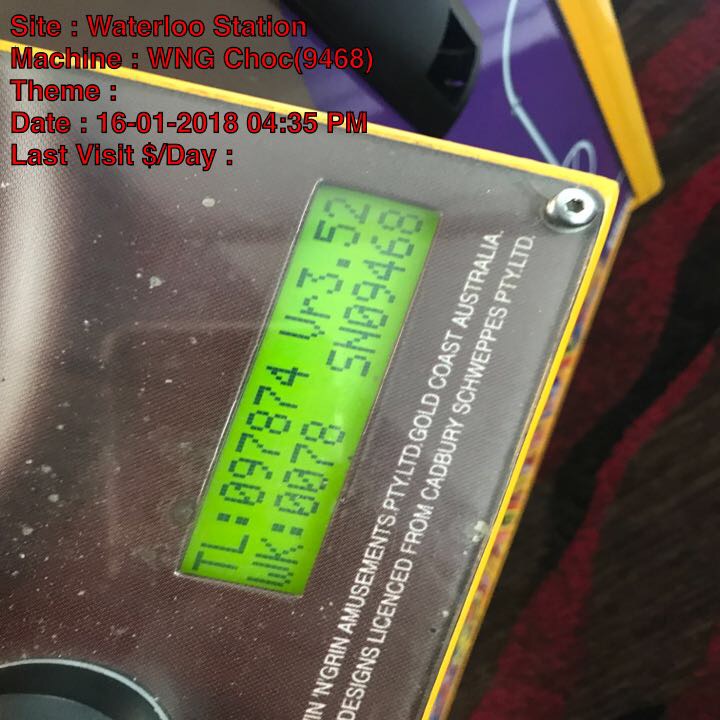 Site : Waterloo Station
Machine : WNG Choc(9468)
Theme :
Date : 16-01-2018 04:35 PM
Last Visit $/Day :
TL:097874 Vr3.52
WK:0078 SN09468
'N'GRIN AMUSEMENTS.PTY.LTD.GOLD COAST AUSTRALIA.
DESIGNS LICENCED FROM CADBURY SCHWEPPES PTY.LTD.